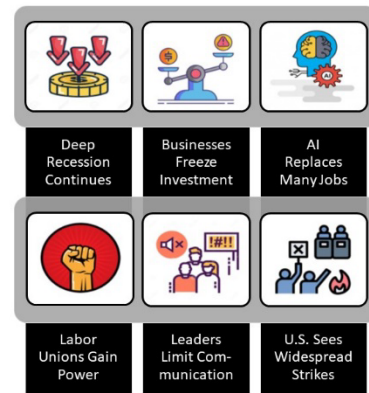 $
AI
Deep
Recession
Continues
Businesses
Freeze
Investment
AI
Replaces
Many Jobs
!#!!
Labor
Unions Gain
Power
Leaders
Limit Com-
munication
U.S. Sees
Widespread
Strikes